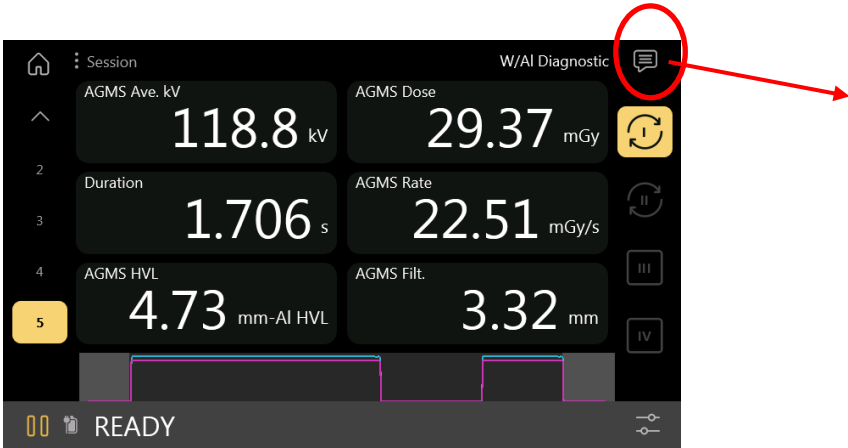 Session
W/Al Diagnostic
AGMS Ave. kV
118.8 kV
AGMS Dose
29.37 mGy
I
2
Duration
1.706 s
AGMS Rate
22.51 mGy/s
II
3
4
AGMS HVL
4.73 mm-Al HVL
AGMS Filt.
3.32 mm
III
5
IV
READY